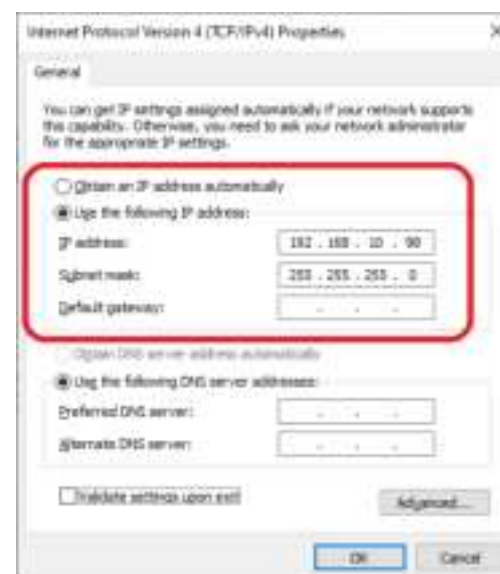 Internet Protocol Version 4 (TCP/IPv4) Properties
General
You can get IP settings assigned automatically if your network supports
this capability. Otherwise, you need to ask your network administrator
for the appropriate IP settings.
Obtain an IP address automatically
Use the following IP address:
IP address: 192 . 168 . 10 . 90
Subnet mask: 255 . 255 . 255 . 0
Default gateway: . . .
Obtain DNS server address automatically
Use the following DNS server addresses:
Preferred DNS server: . . .
Alternate DNS server: . . .
Validate settings upon exit
Advanced...
OK Cancel